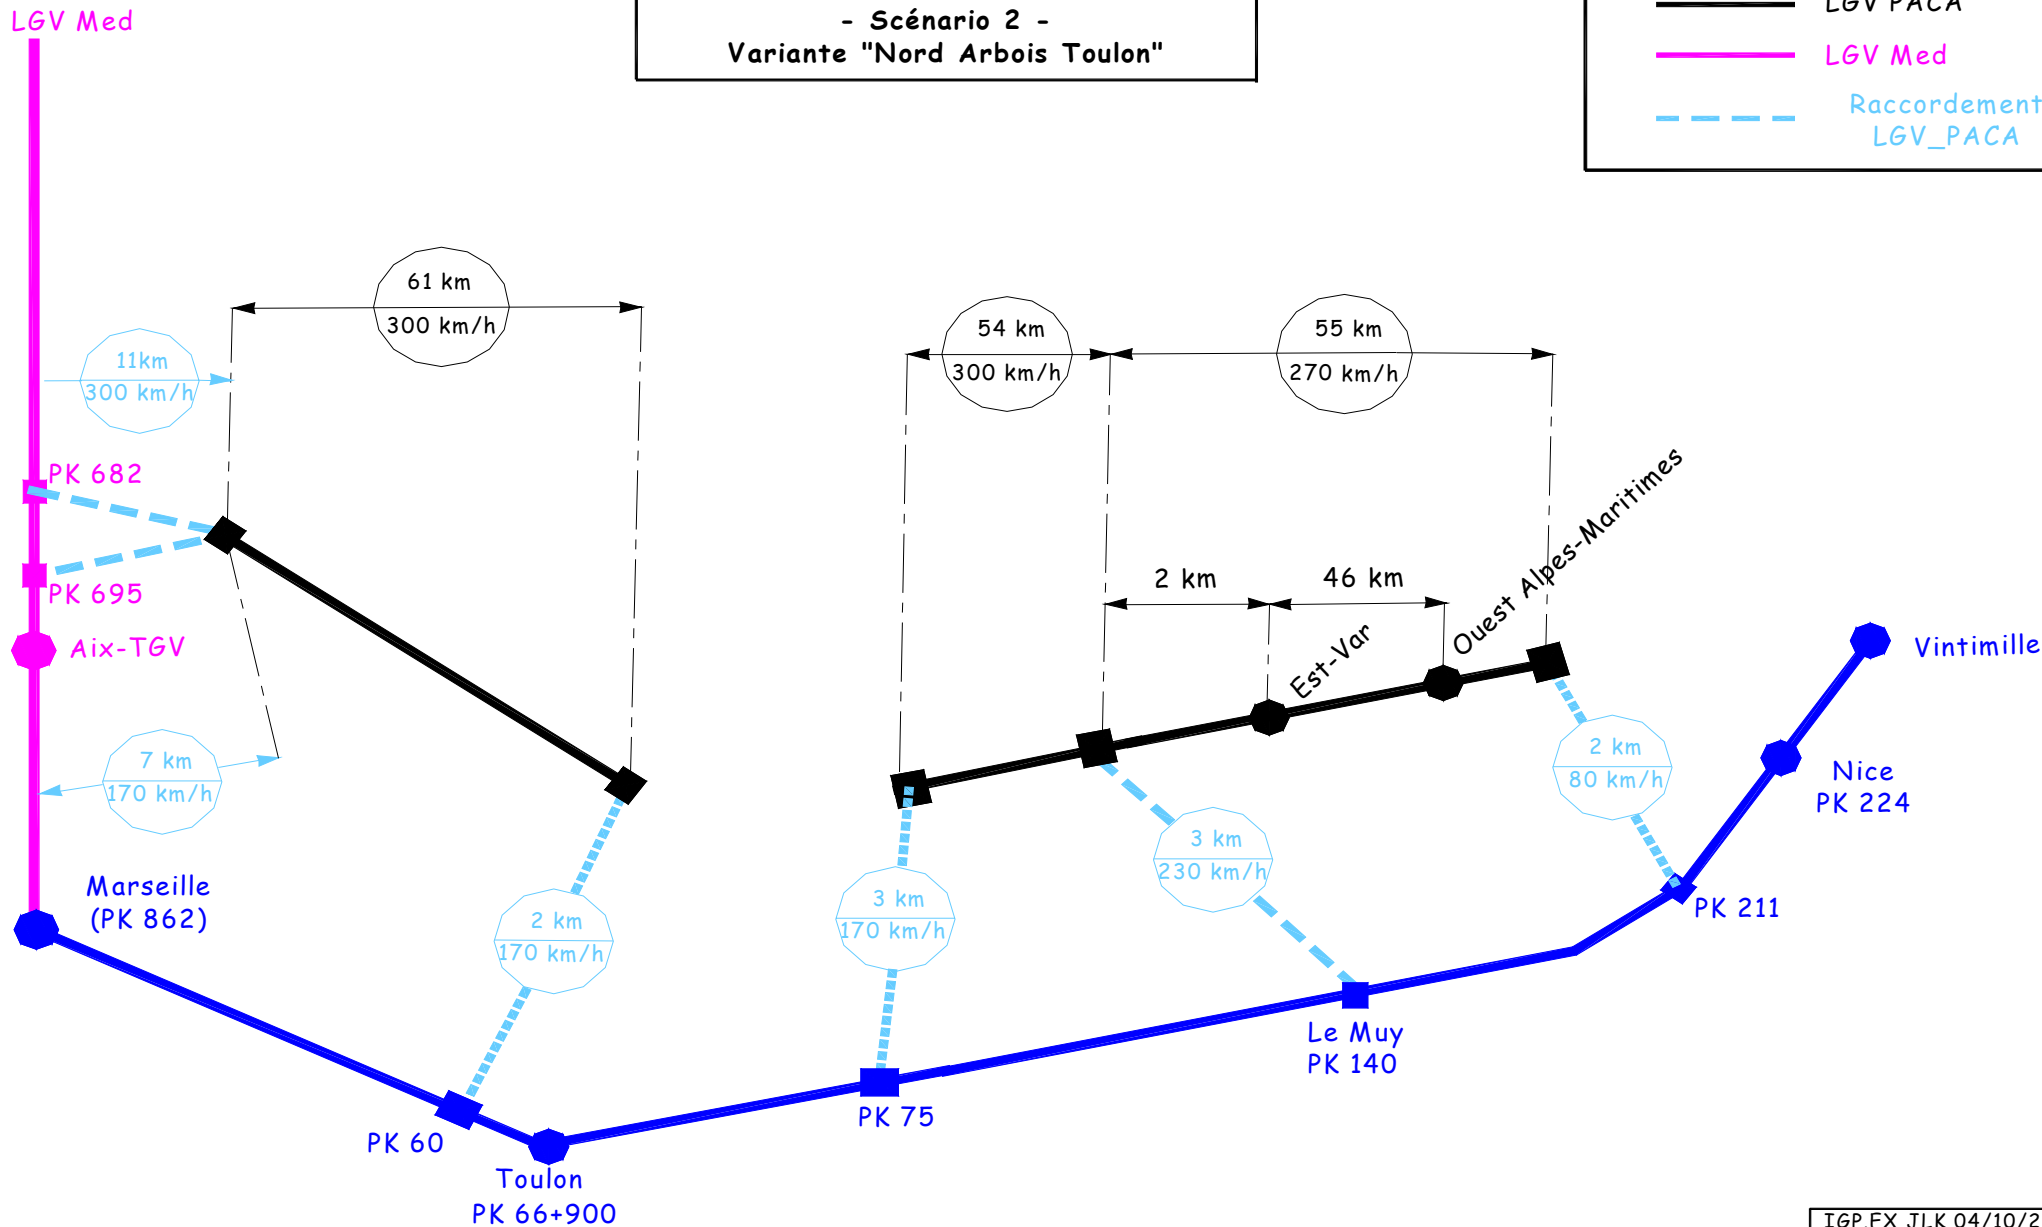 LGV Med
- Scénario 2 -
Variante "Nord Arbois Toulon"
LGV PACA
LGV Med
Raccordement
LGV_PACA
61 km
300 km/h
54 km
300 km/h
55 km
270 km/h
11km
300 km/h
PK 682
PK 695
Aix-TGV
2 km
46 km
Ouest Alpes-Maritimes
Est-Var
Vintimille
7 km
170 km/h
2 km
80 km/h
Nice
PK 224
3 km
230 km/h
Marseille
(PK 862)
2 km
170 km/h
3 km
170 km/h
PK 211
Le Muy
PK 140
PK 75
PK 60
Toulon
PK 66+900